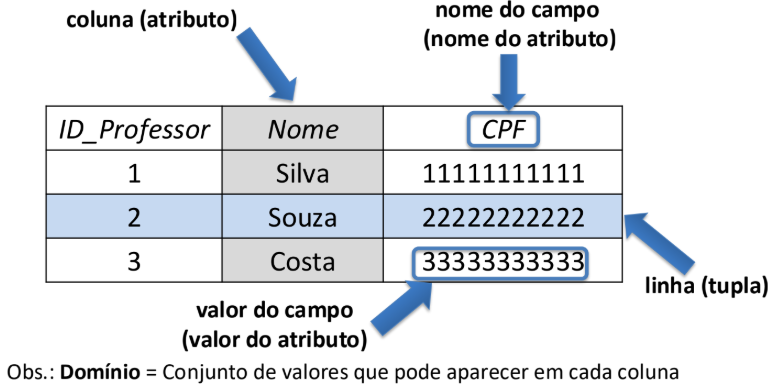 coluna (atributo)
nome do campo
(nome do atributo)
ID_Professor Nome CPF
1 Silva 11111111111
2 Souza 22222222222
3 Costa 33333333333
linha (tupla)
valor do campo
(valor do atributo)
Obs.: Domínio = Conjunto de valores que pode aparecer em cada coluna